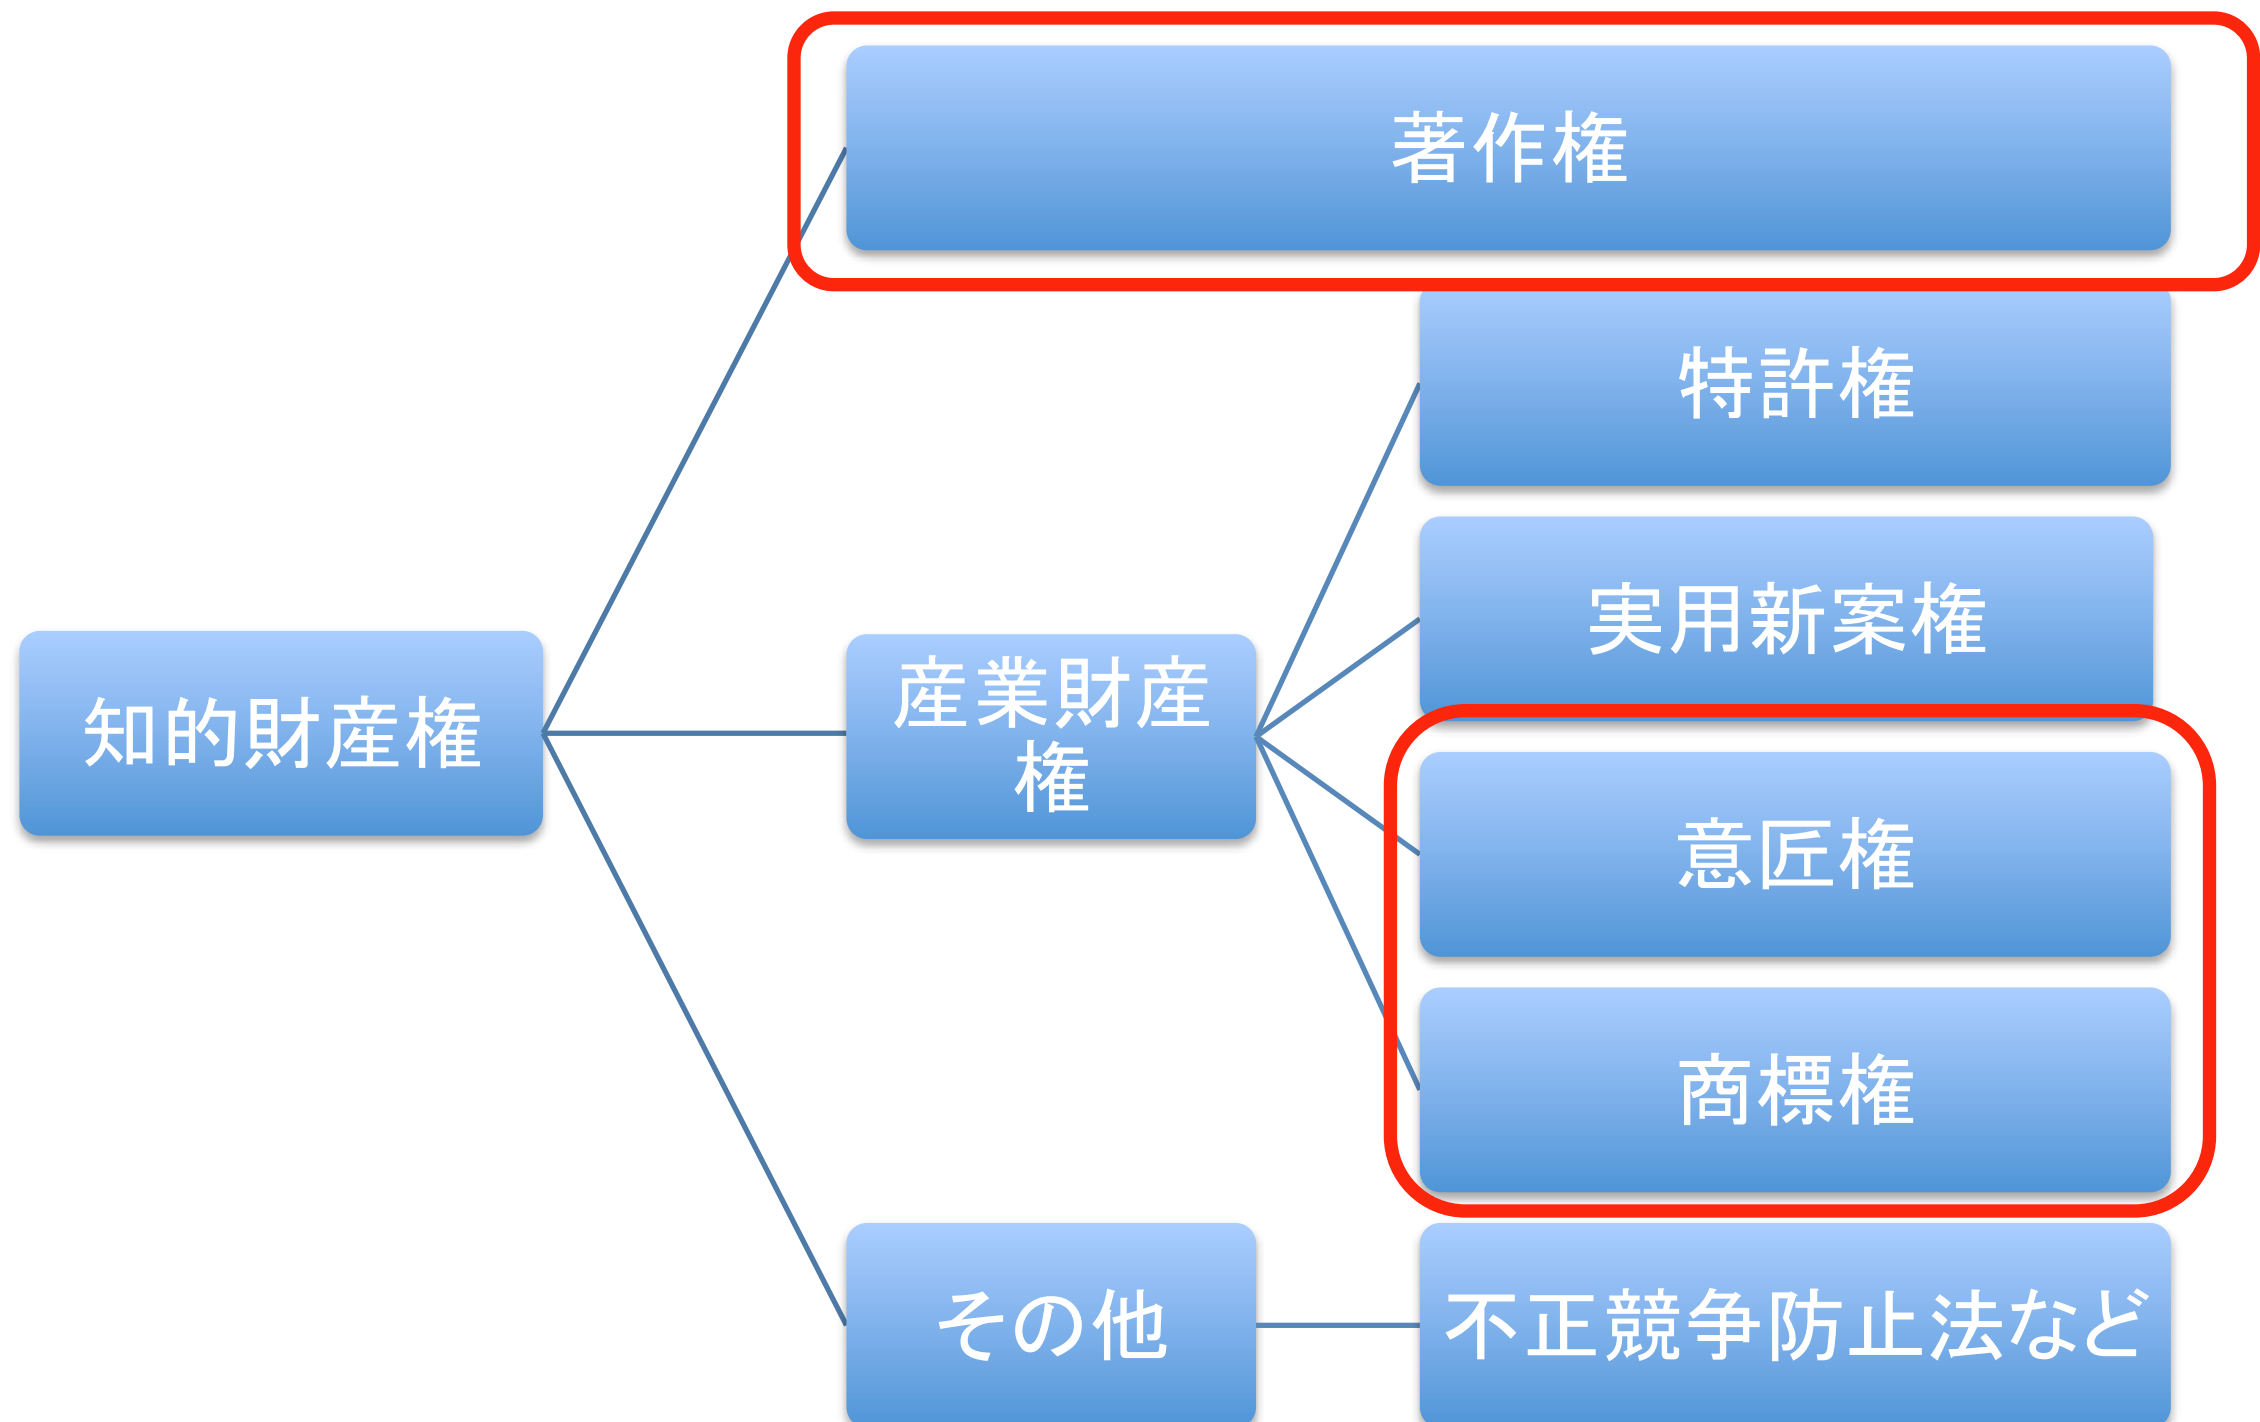 著作権
特許権
実用新案権
知的財産権
産業財産
権
意匠権
商標権
その他
不正競争防止法など